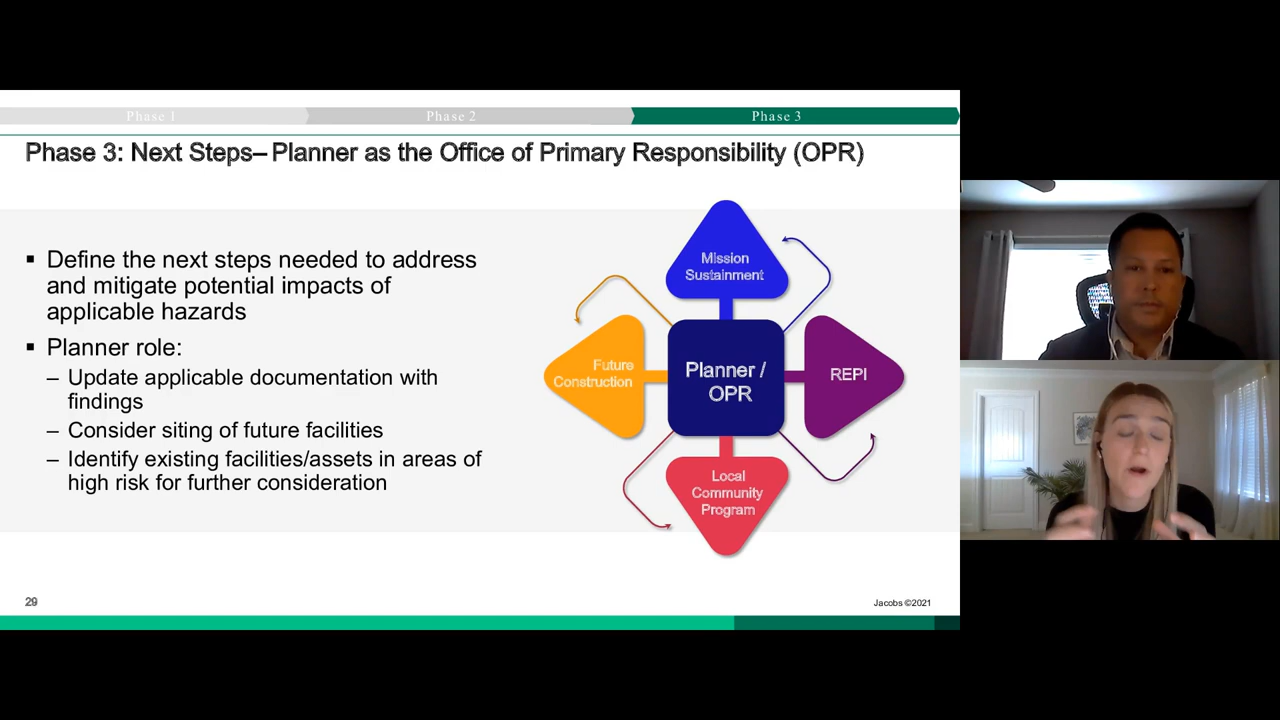 Phase 1
Phase 2
Phase 3
Phase 3: Next Steps– Planner as the Office of Primary Responsibility (OPR)
▪ Define the next steps needed to address
and mitigate potential impacts of
applicable hazards
▪ Planner role:
– Update applicable documentation with
findings
– Consider siting of future facilities
– Identify existing facilities/assets in areas of
high risk for further consideration
Mission
Sustainment
Future
Construction
Planner /
OPR
REPI
Local
Community
Program
29
Jacobs ©2021